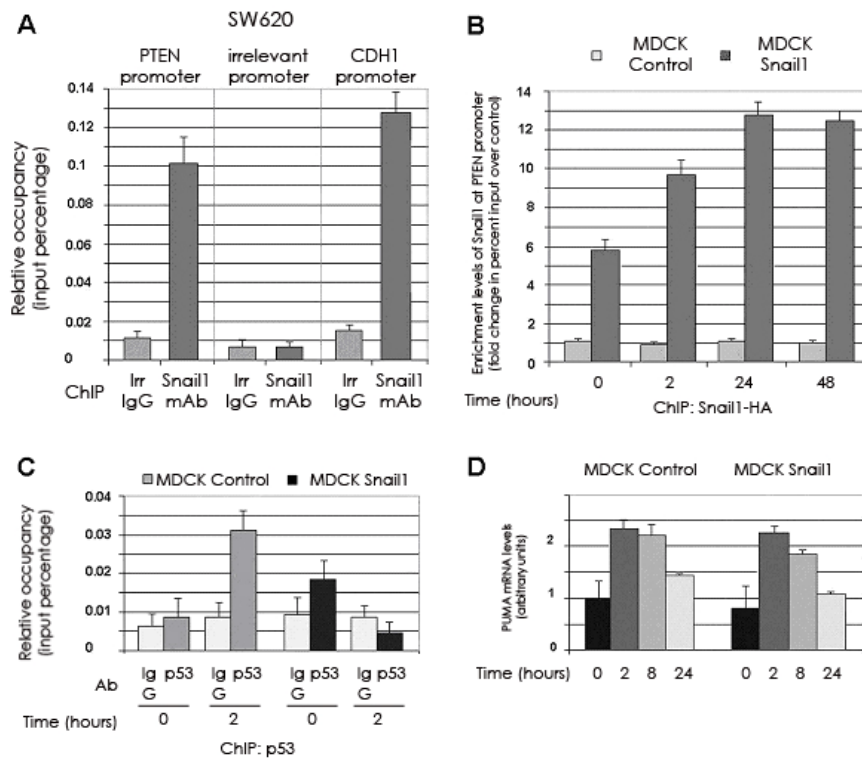 A
SW620
PTEN promoter
irrelevant promoter
CDH1 promoter
Relative occupancy
(input percentage)
0.14
0.12
0.1
0.08
0.06
0.04
0.02
0
ChIP
Irr IgG
Snail1 mAb
Irr IgG
Snail1 mAb
Irr IgG
Snail1 mAb
B
MDCK Control
MDCK Snail1
Enrichment levels of Snail1 at PTEN promoter
(fold change in percent input over control)
14
12
10
8
6
4
2
0
0 2 24 48
Time (hours)
ChIP: Snail1-HA
C
MDCK Control MDCK Snail1
Relative occupancy
(input percentage)
0.04
0.03
0.02
0.01
0
Ab
Ig G p53 Ig G p53 Ig G p53 Ig G p53
Time (hours) 0 2 0 2
ChIP: p53
D
MDCK Control MDCK Snail1
PUMA mRNA levels
(arbitrary units)
2
1
0
Time (hours) 0 2 8 24 0 2 8 24